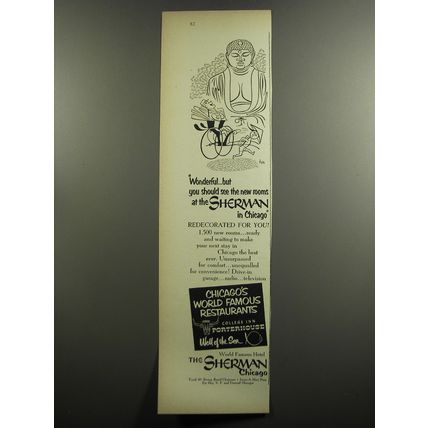 "Wonderful...but
you should see the new rooms
at the SHERMAN
in Chicago"
REDECORATED FOR YOU!
1,500 new rooms...ready
and waiting to make
your next stay in
Chicago the best
ever. Unsurpassed
for comfort...unequalled
for convenience! Drive-in
garage...radio...television
CHICAGO'S
WORLD FAMOUS
RESTAURANTS
COLLEGE INN
PORTERHOUSE
Well of the Sea
World Famous Hotel
THE SHERMAN
Chicago